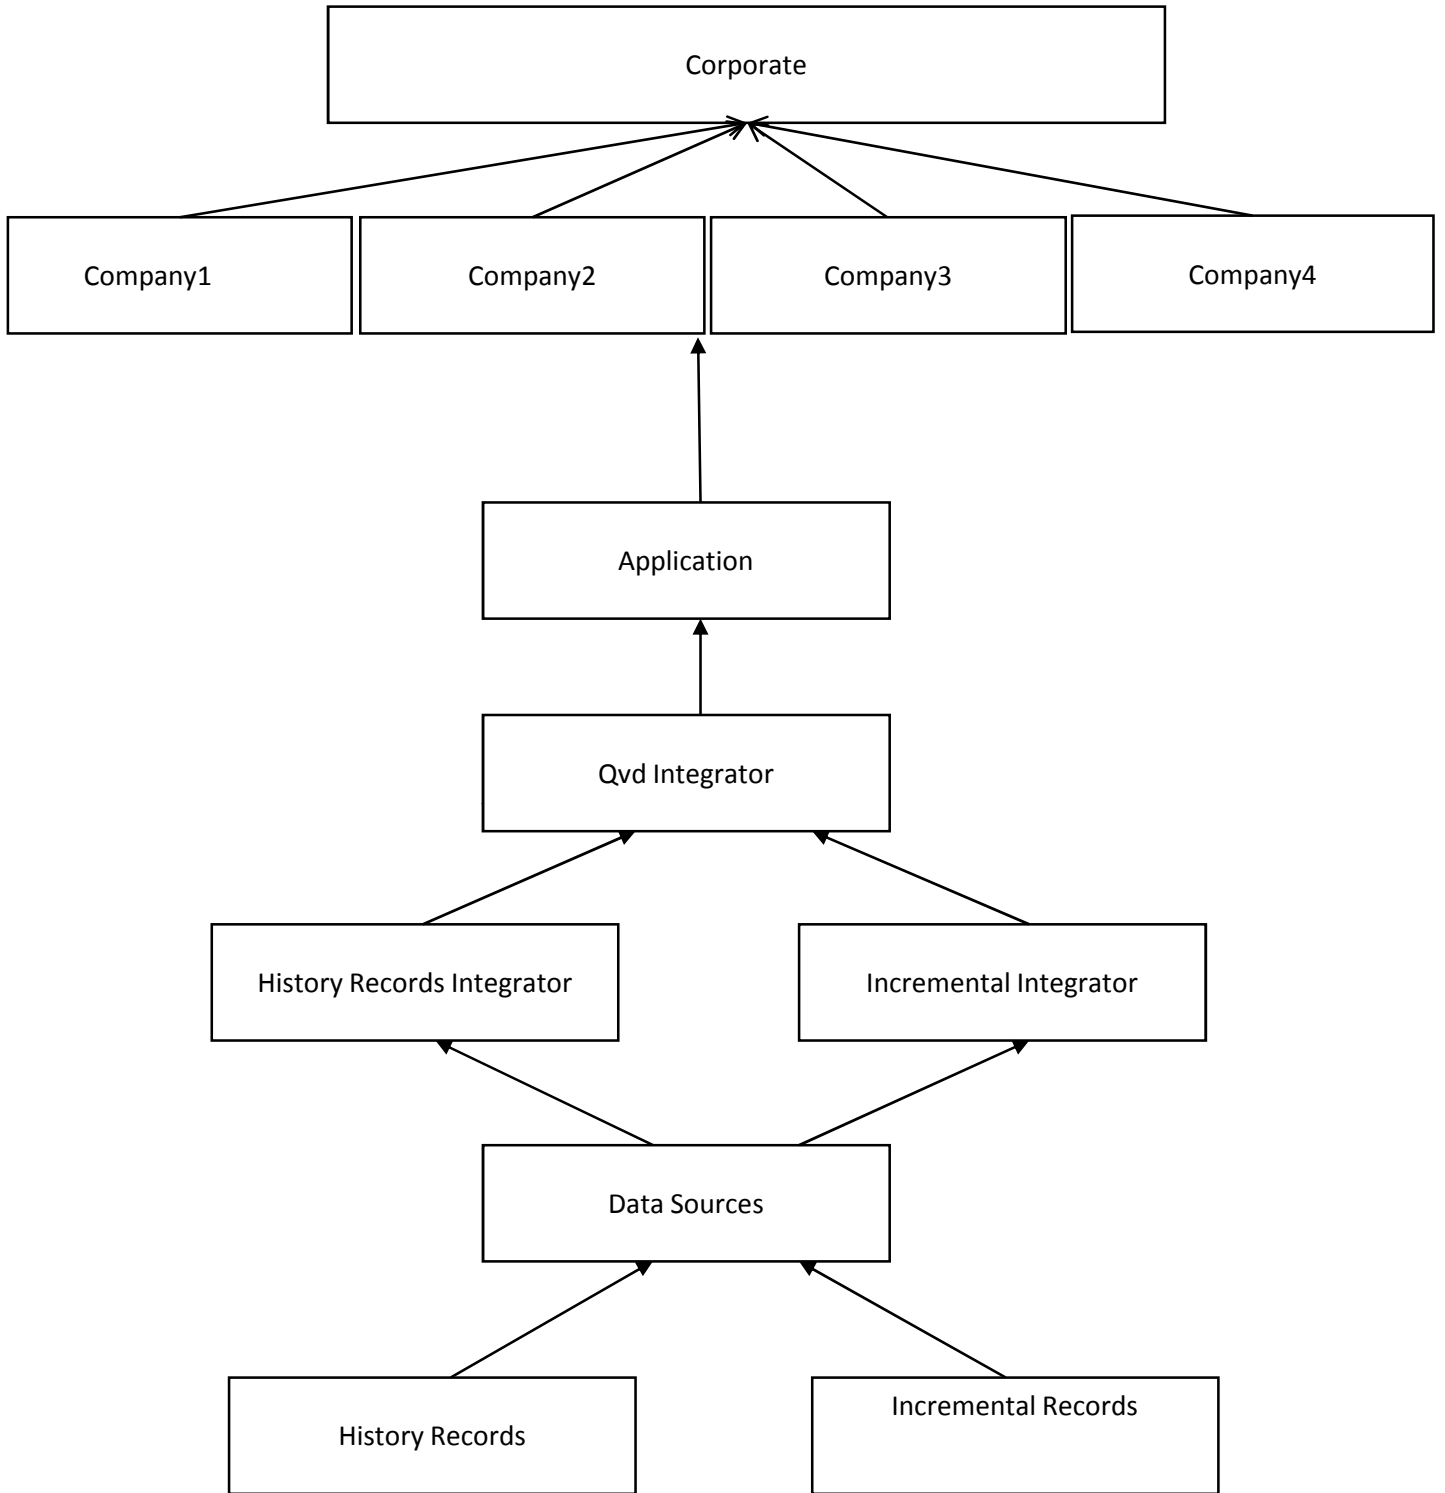 Corporate
Company1
Company2
Company3
Company4
Application
Qvd Integrator
History Records Integrator
Incremental Integrator
Data Sources
History Records
Incremental Records